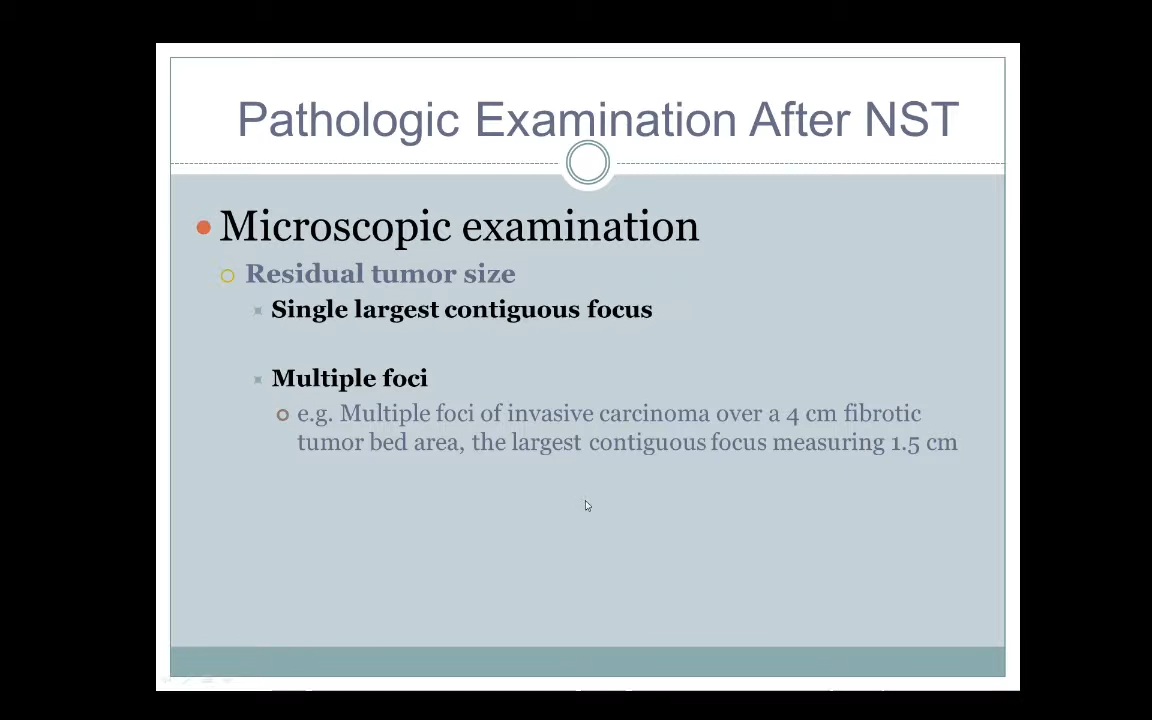 Pathologic Examination After NST
Microscopic examination
Residual tumor size
Single largest contiguous focus
Multiple foci
e.g. Multiple foci of invasive carcinoma over a 4 cm fibrotic
tumor bed area, the largest contiguous focus measuring 1.5 cm